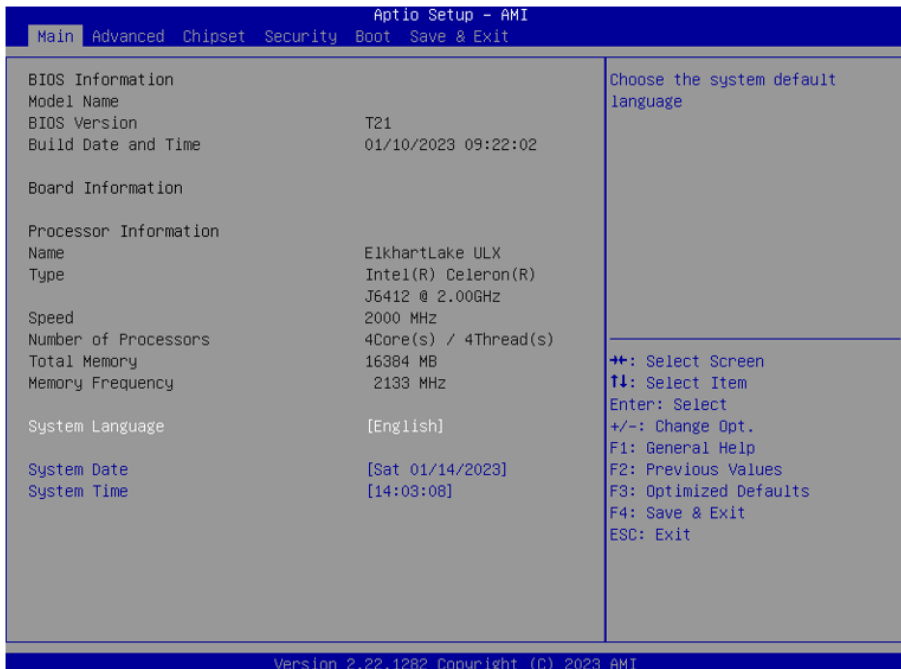 Aptio Setup - AMI
Main Advanced Chipset Security Boot Save & Exit
BIOS Information
Model Name
BIOS Version T21
Build Date and Time 01/10/2023 09:22:02
Board Information
Processor Information
Name ElkhartLake ULX
Type Intel(R) Celeron(R)
J6412 @ 2.00GHz
Speed 2000 MHz
Number of Processors 4Core(s) / 4Thread(s)
Total Memory 16384 MB
Memory Frequency 2133 MHz
System Language [English]
System Date [Sat 01/14/2023]
System Time [14:03:08]
Choose the system default
language
→←: Select Screen
↑↓: Select Item
Enter: Select
+/-: Change Opt.
F1: General Help
F2: Previous Values
F3: Optimized Defaults
F4: Save & Exit
ESC: Exit
Version 2.22.1282 Copyright (C) 2023 AMI